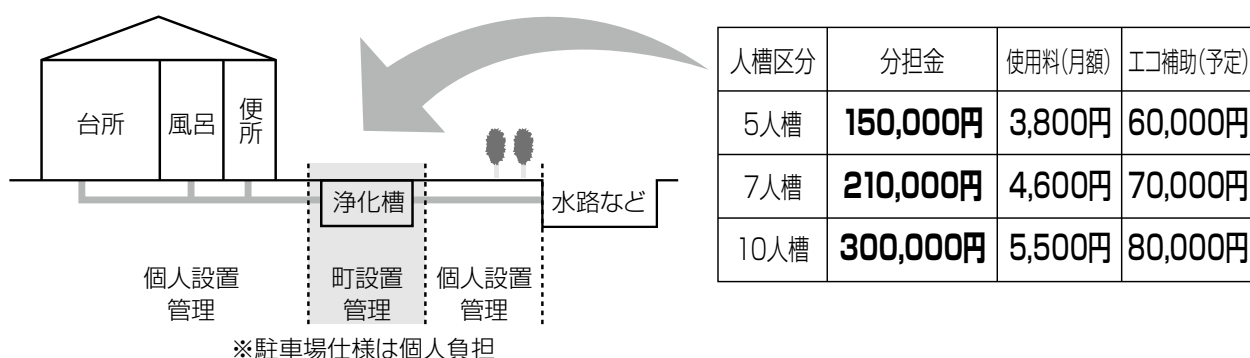 台所
風呂
便所
浄化槽
水路など
個人設置
管理
町設置
管理
個人設置
管理
※駐車場仕様は個人負担
人槽区分 分担金 使用料(月額) エコ補助(予定)
5人槽 150,000円 3,800円 60,000円
7人槽 210,000円 4,600円 70,000円
10人槽 300,000円 5,500円 80,000円